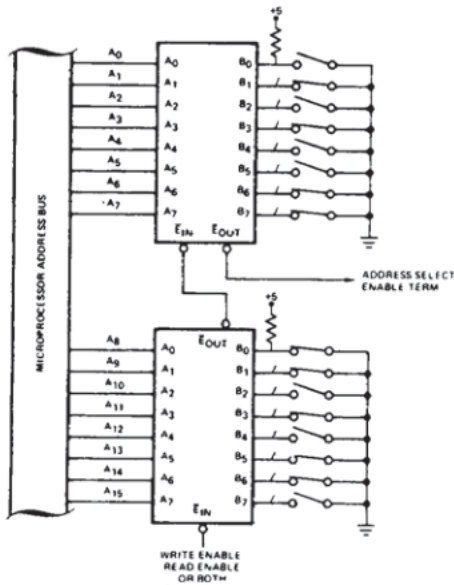 +5
MICROPROCESSOR ADDRESS BUS
A0 A0 B0
A1 A1 B1
A2 A2 B2
A3 A3 B3
A4 A4 B4
A5 A5 B5
A6 A6 B6
A7 A7 B7
EIN EOUT
ADDRESS SELECT
ENABLE TERM
+5
EOUT
A8 A0 B0
A9 A1 B1
A10 A2 B2
A11 A3 B3
A12 A4 B4
A13 A5 B5
A14 A6 B6
A15 A7 B7
EIN
WRITE ENABLE
READ ENABLE
OR BOTH